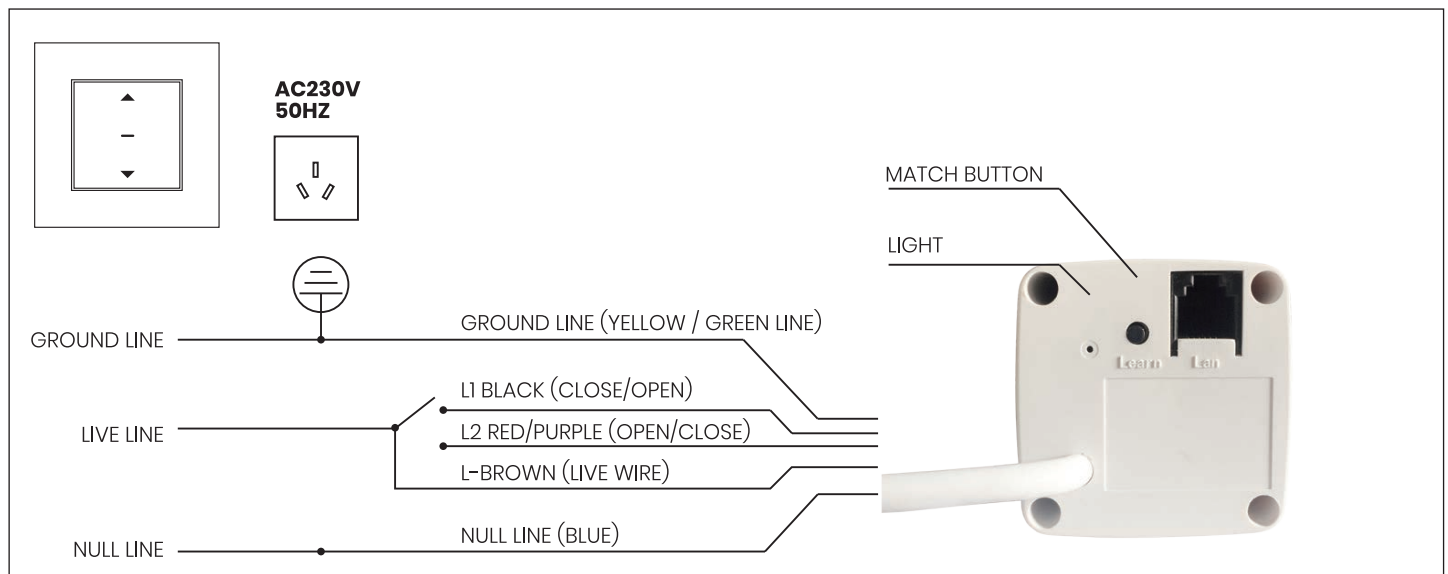 AC230V
50HZ
MATCH BUTTON
LIGHT
GROUND LINE
GROUND LINE (YELLOW / GREEN LINE)
L1 BLACK (CLOSE/OPEN)
LIVE LINE
L2 RED/PURPLE (OPEN/CLOSE)
L-BROWN (LIVE WIRE)
NULL LINE
NULL LINE (BLUE)
Learn
Lan